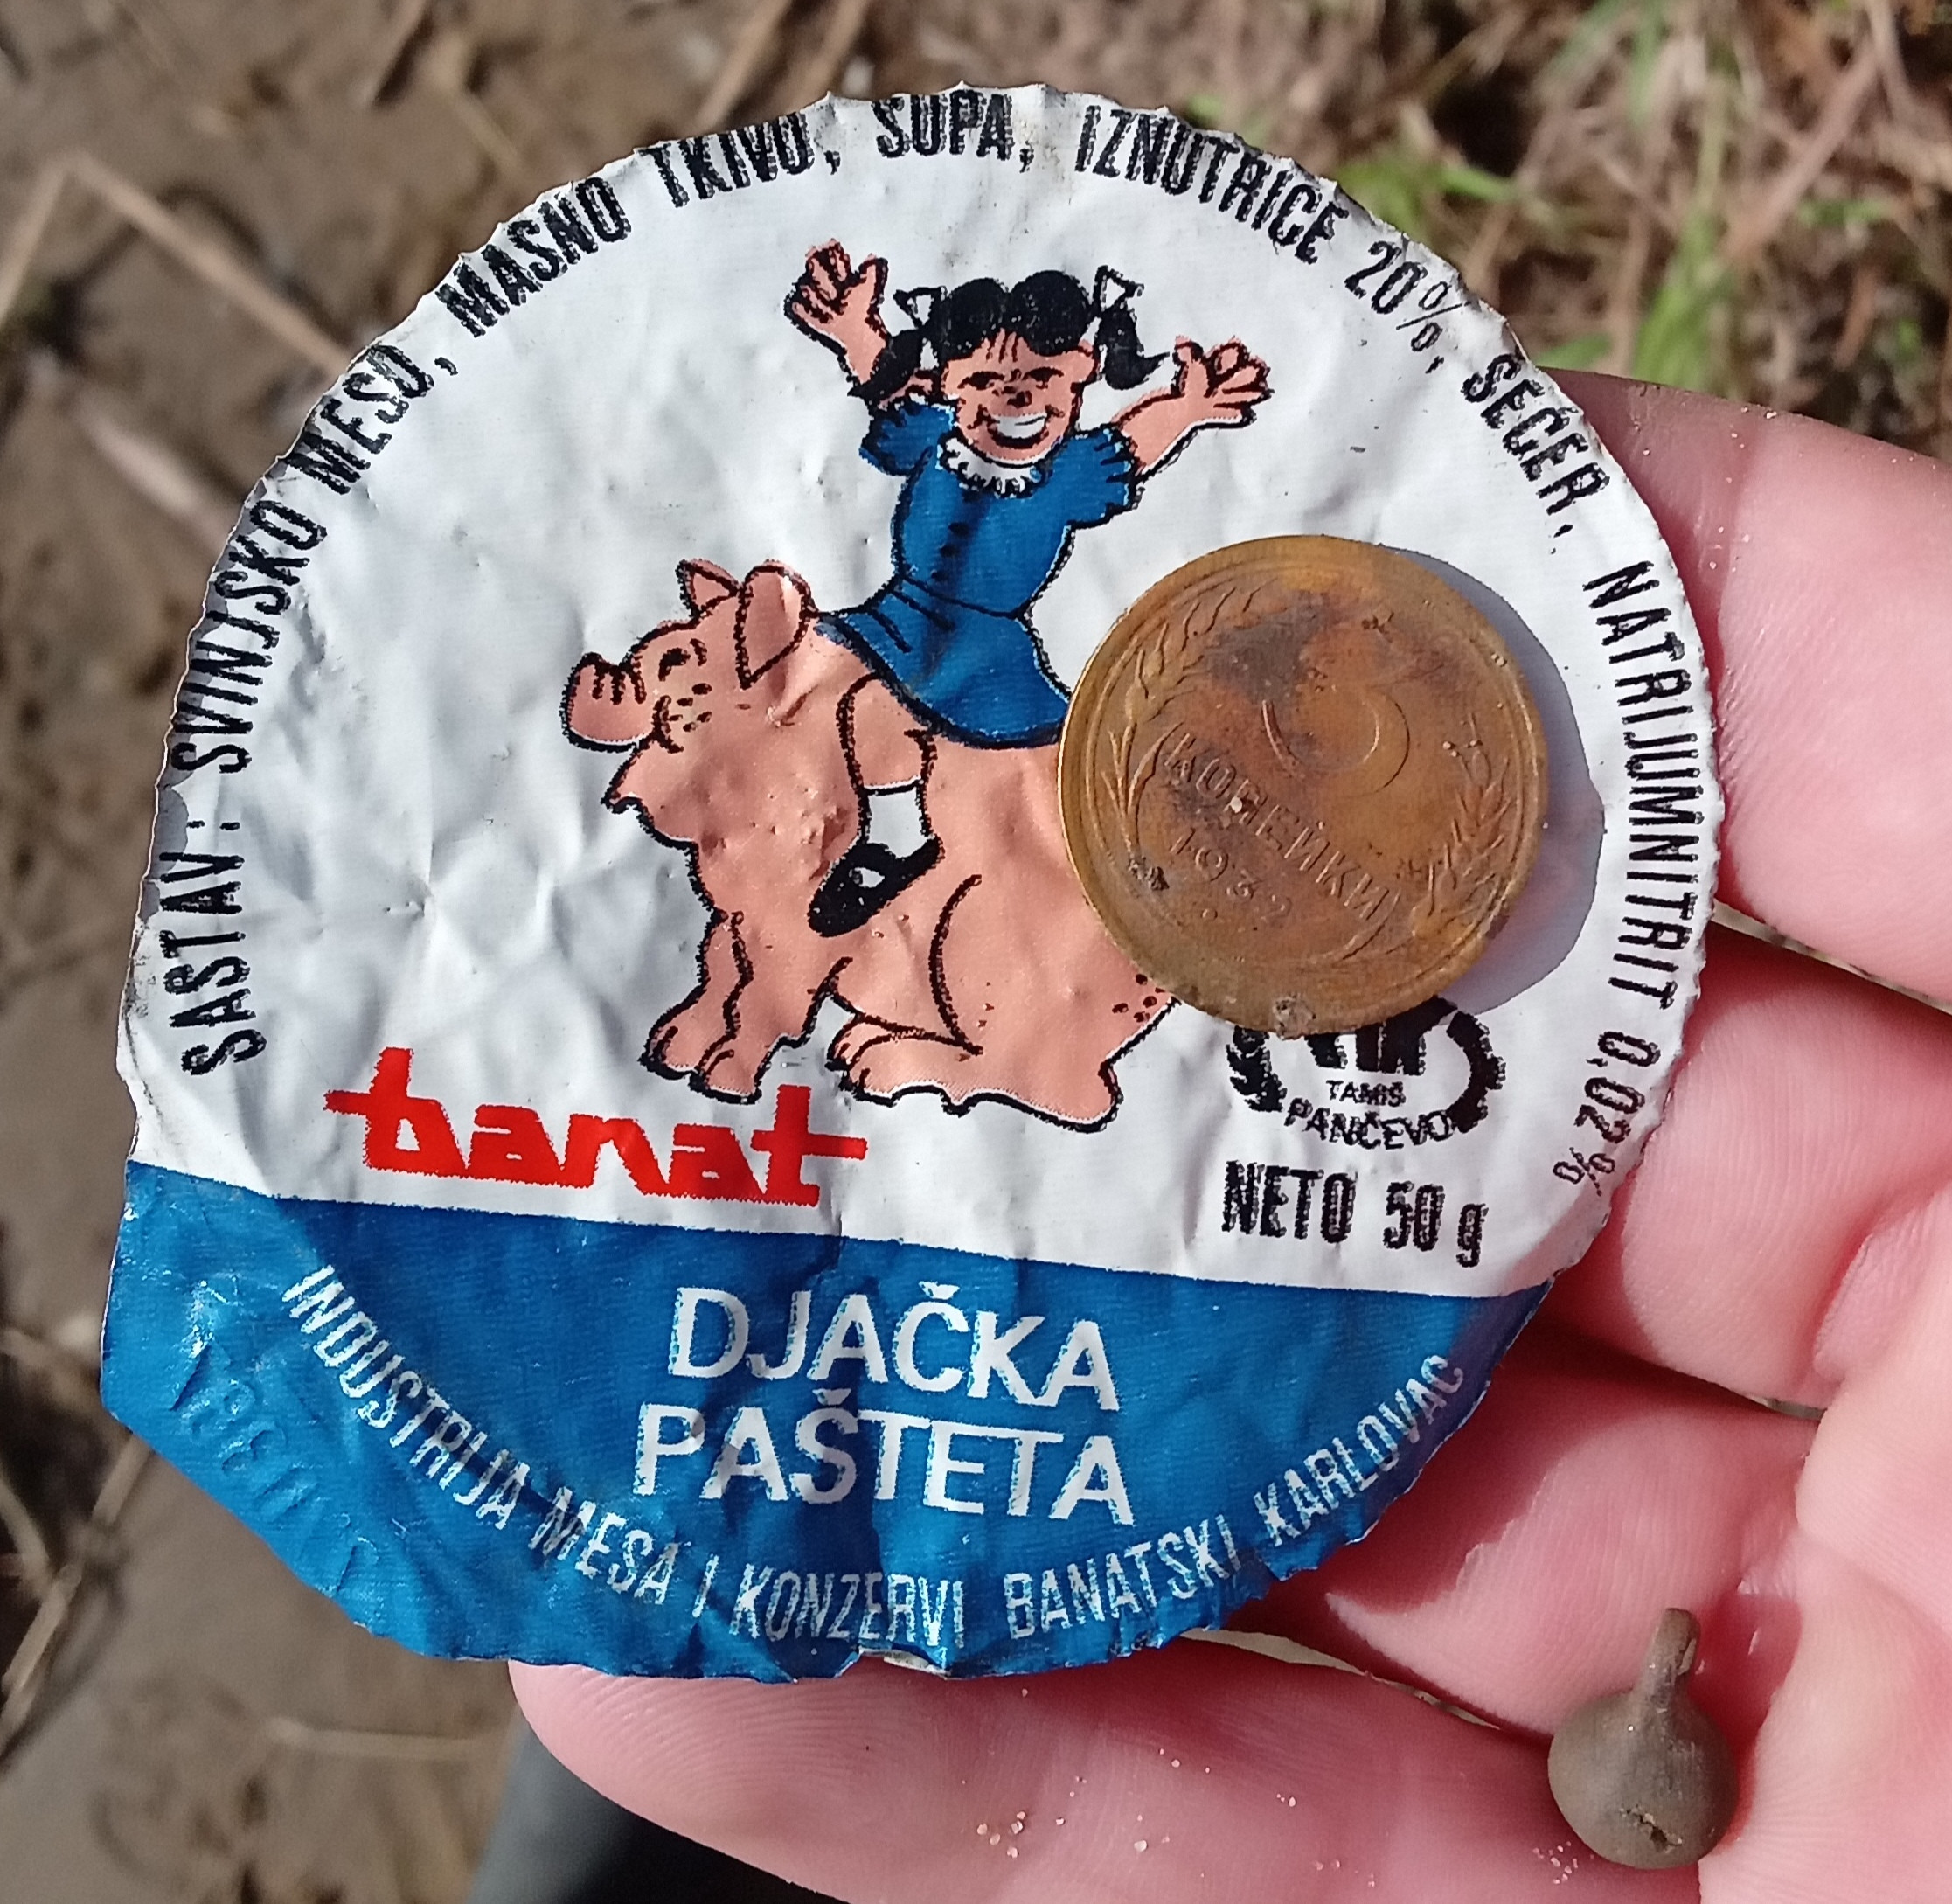 SASTAV: SVINJSKO MESO, MASNO TKIVO, SUPA, IZNUTRICE 20%, ŠEĆER, NATRIJUMNITRIT 0,02%
3
КОПЕЙКИ
TAMIŠ
PANČEVO
banat
NETO 50 g
DJAČKA
PAŠTETA
INDUSTRIJA MESA I KONZERVI BANATSKI KARLOVAC